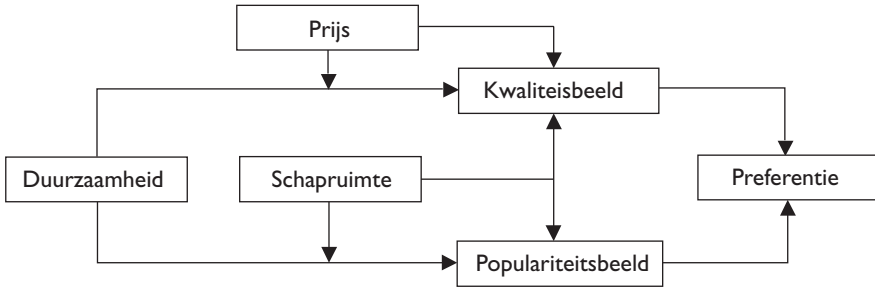 Prijs
Kwaliteisbeeld
Duurzaamheid
Schapruimte
Preferentie
Populariteitsbeeld